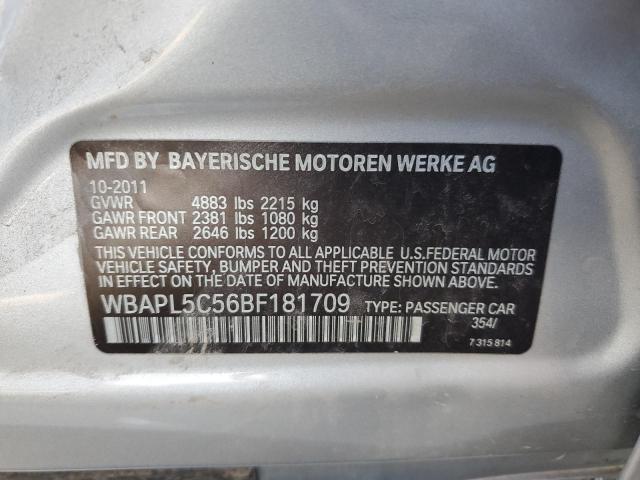 MFD BY BAYERISCHE MOTOREN WERKE AG
10-2011
GVWR 4883 lbs 2215 kg
GAWR FRONT 2381 lbs 1080 kg
GAWR REAR 2646 lbs 1200 kg
THIS VEHICLE CONFORMS TO ALL APPLICABLE U.S. FEDERAL MOTOR
VEHICLE SAFETY, BUMPER AND THEFT PREVENTION STANDARDS
IN EFFECT ON THE DATE OF MANUFACTURE SHOWN ABOVE.
WBAPL5C56BF181709 TYPE: PASSENGER CAR
354/
7 315 814